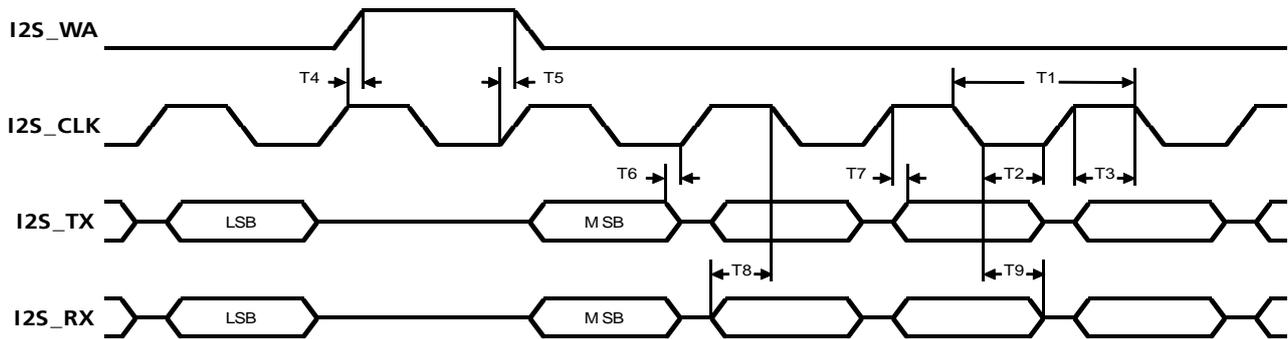 I2S_WA
T4
T5
T1
I2S_CLK
T6
T7
T2
T3
I2S_TX
LSB
MSB
T8
T9
I2S_RX
LSB
MSB